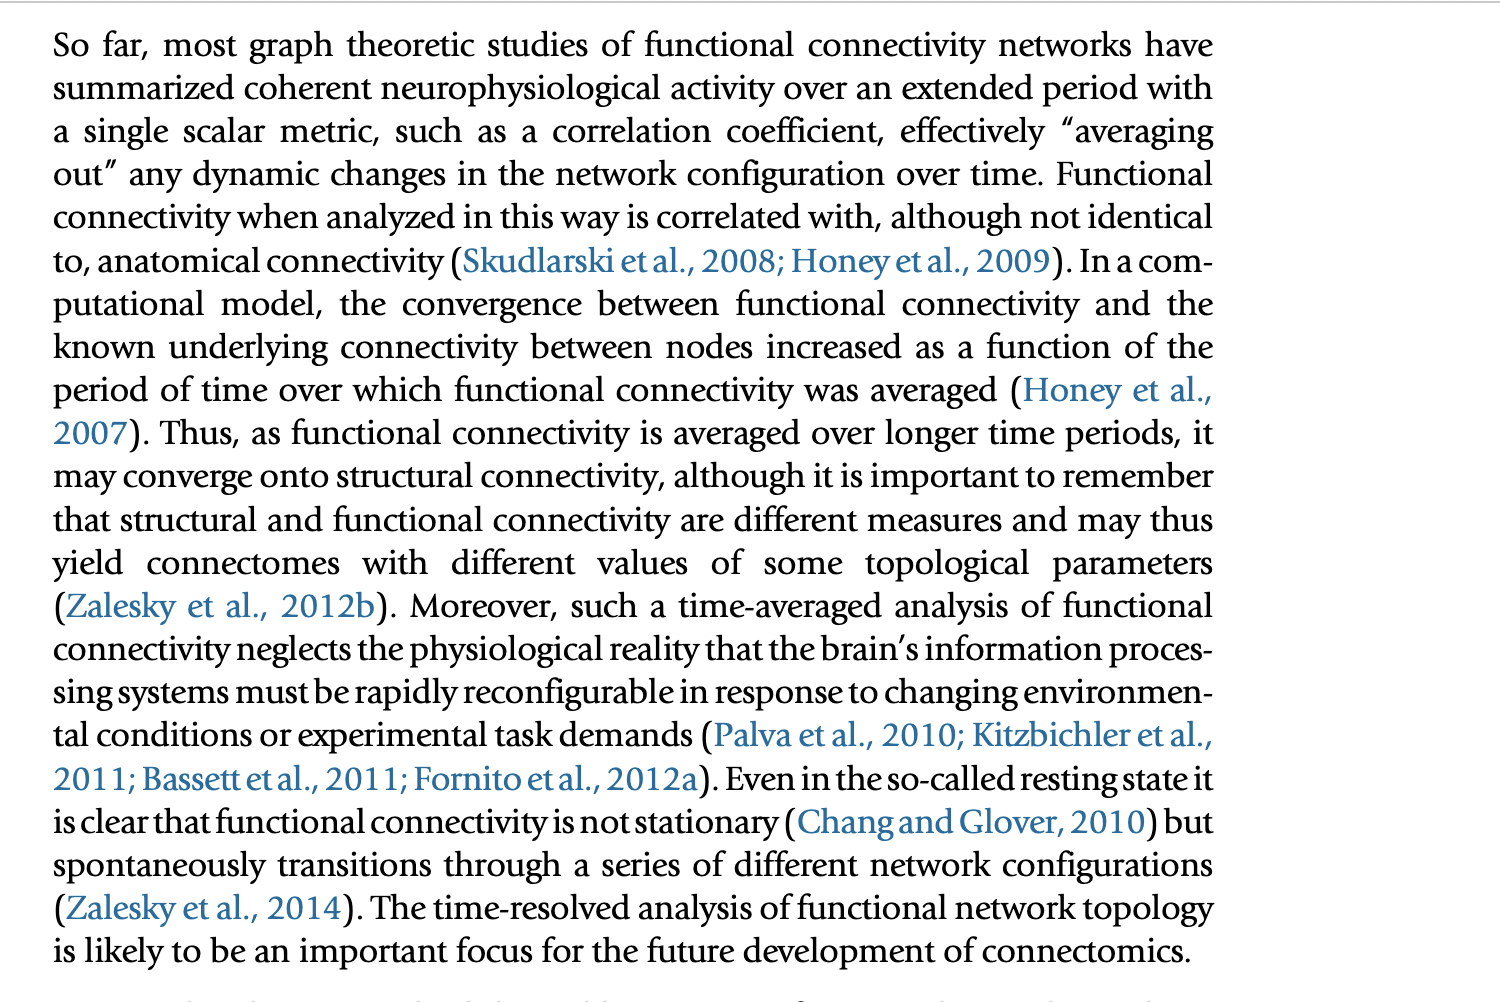 So far, most graph theoretic studies of functional connectivity networks have
summarized coherent neurophysiological activity over an extended period with
a single scalar metric, such as a correlation coefficient, effectively “averaging
out” any dynamic changes in the network configuration over time. Functional
connectivity when analyzed in this way is correlated with, although not identical
to, anatomical connectivity (Skudlarski et al., 2008; Honey et al., 2009). In a com-
putational model, the convergence between functional connectivity and the
known underlying connectivity between nodes increased as a function of the
period of time over which functional connectivity was averaged (Honey et al.,
2007). Thus, as functional connectivity is averaged over longer time periods, it
may converge onto structural connectivity, although it is important to remember
that structural and functional connectivity are different measures and may thus
yield connectomes with different values of some topological parameters
(Zalesky et al., 2012b). Moreover, such a time-averaged analysis of functional
connectivity neglects the physiological reality that the brain’s information proces-
sing systems must be rapidly reconfigurable in response to changing environmen-
tal conditions or experimental task demands (Palva et al., 2010; Kitzbichler et al.,
2011; Bassett et al., 2011; Fornito et al., 2012a). Even in the so-called resting state it
is clear that functional connectivity is not stationary (Chang and Glover, 2010) but
spontaneously transitions through a series of different network configurations
(Zalesky et al., 2014). The time-resolved analysis of functional network topology
is likely to be an important focus for the future development of connectomics.